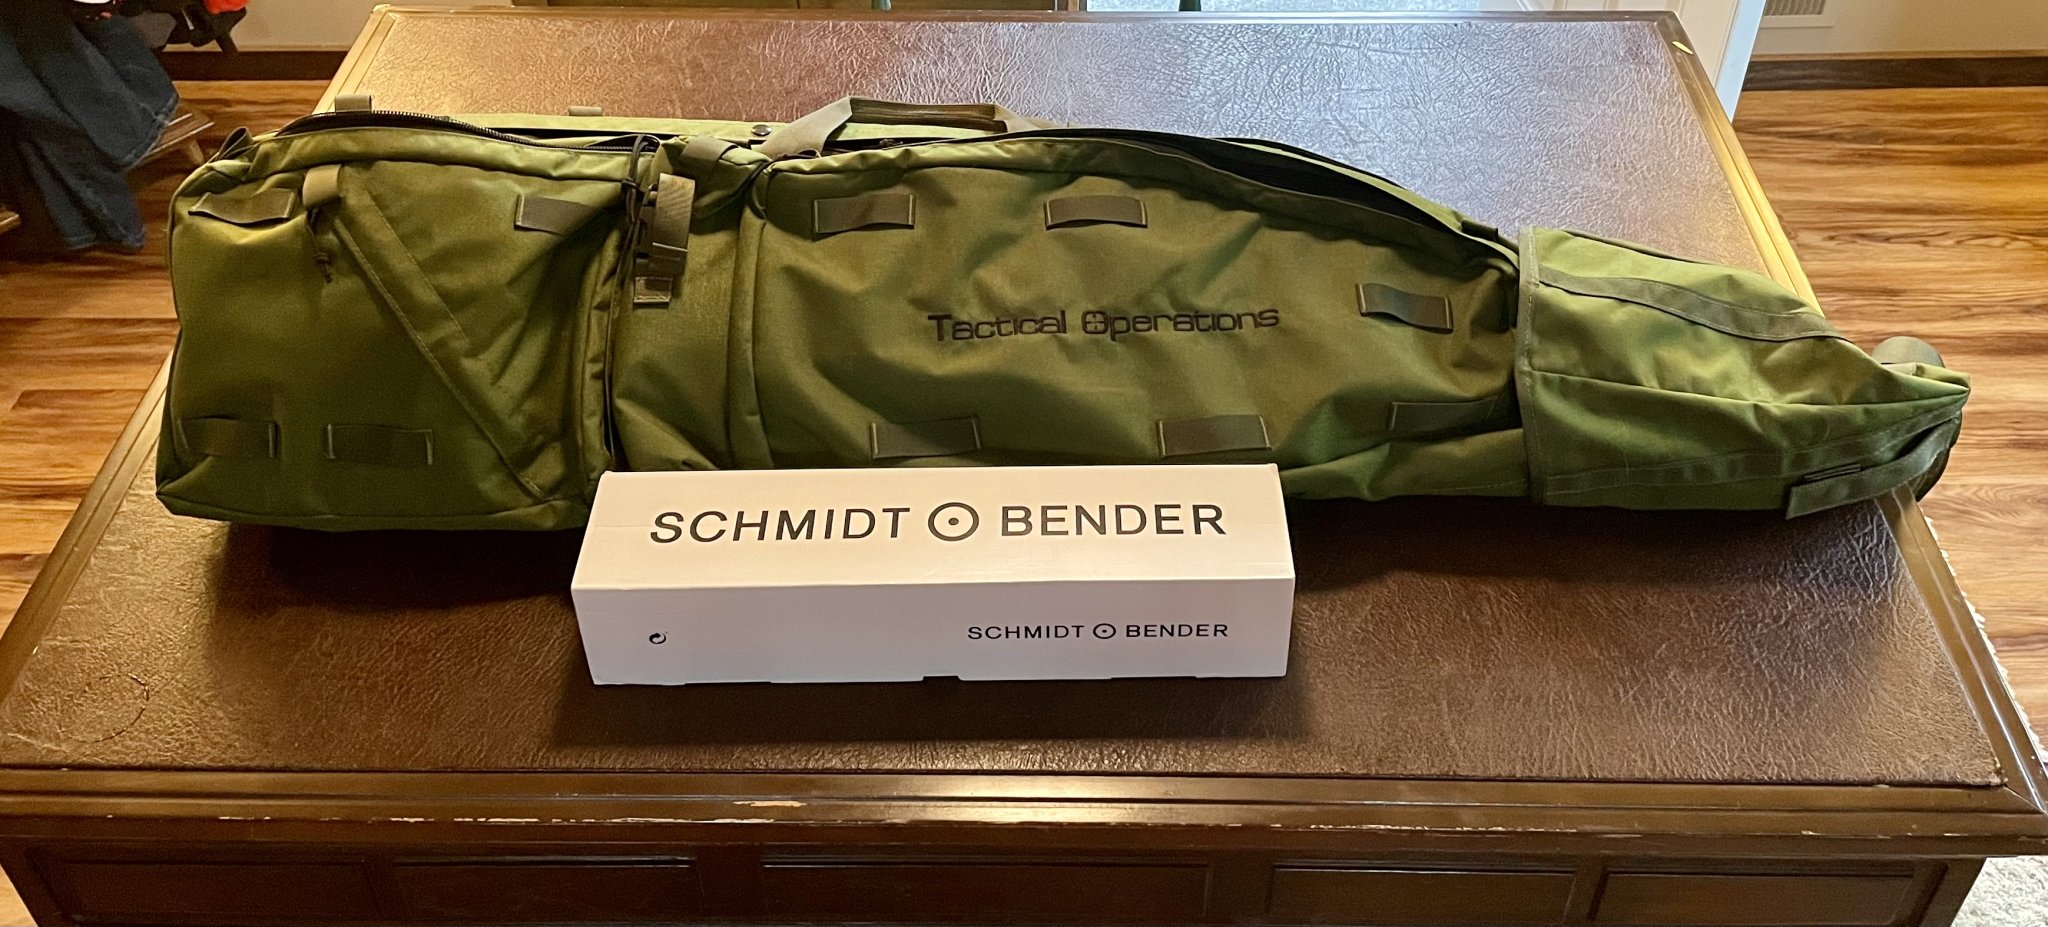 Tactical Operations
SCHMIDT BENDER
SCHMIDT BENDER